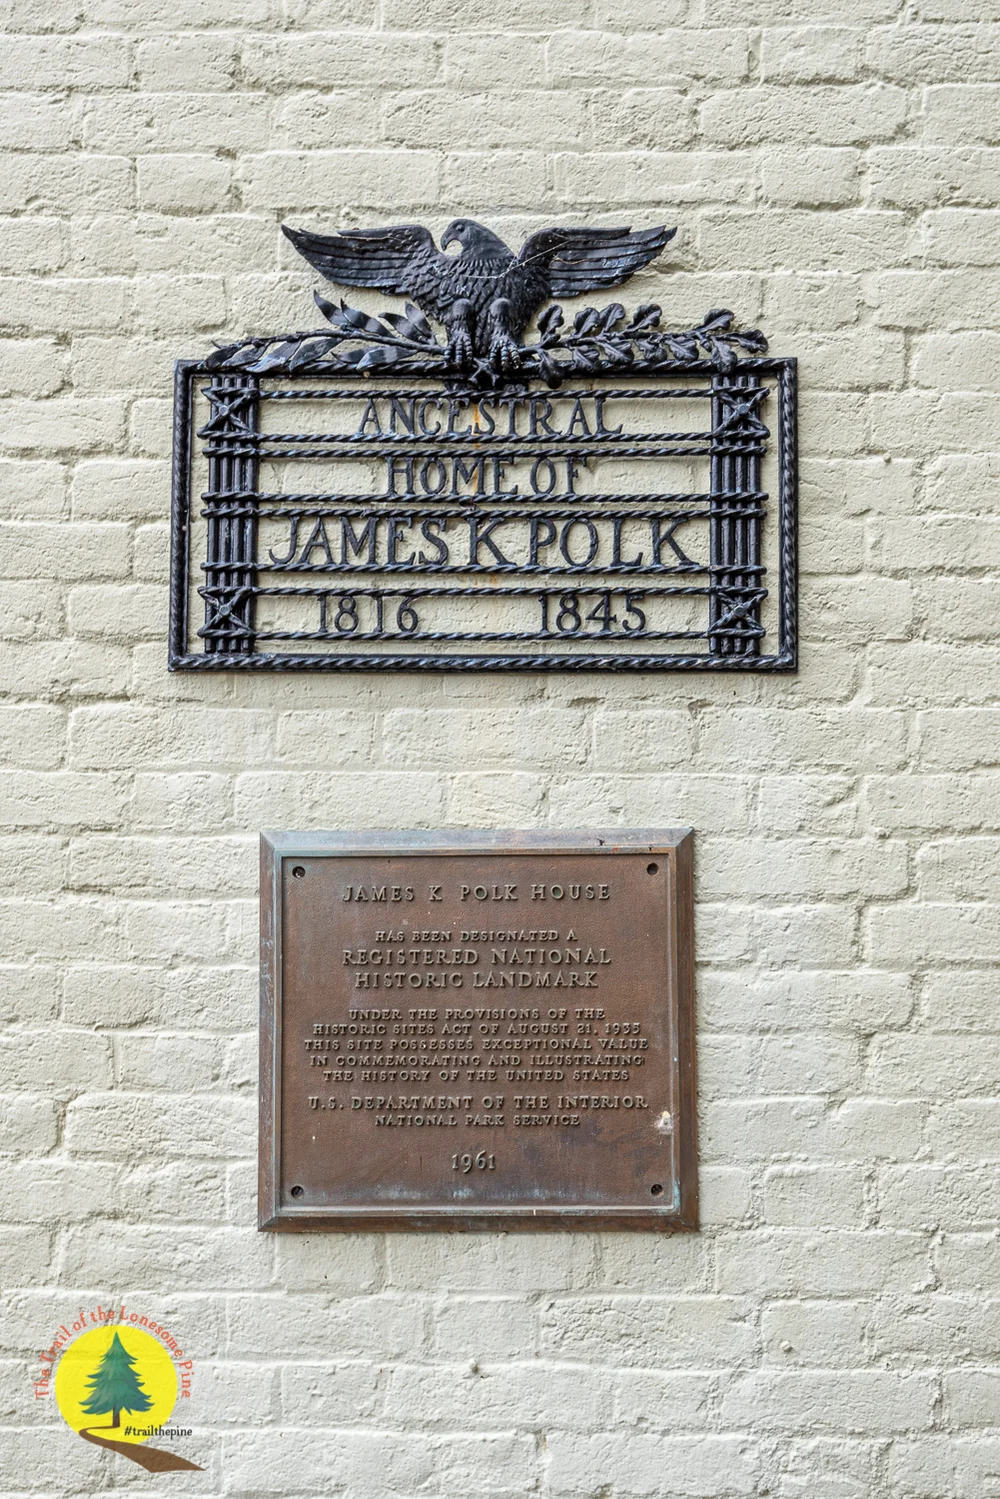 ANCESTRAL
HOME OF
JAMES K POLK
1816 1845
JAMES K POLK HOUSE
HAS BEEN DESIGNATED A
REGISTERED NATIONAL
HISTORIC LANDMARK
UNDER THE PROVISIONS OF THE
HISTORIC SITES ACT OF AUGUST 21, 1935
THIS SITE POSSESSES EXCEPTIONAL VALUE
IN COMMEMORATING AND ILLUSTRATING
THE HISTORY OF THE UNITED STATES
U.S. DEPARTMENT OF THE INTERIOR
NATIONAL PARK SERVICE
1961
The Trail of the Lonesome Pine
#trailthepine